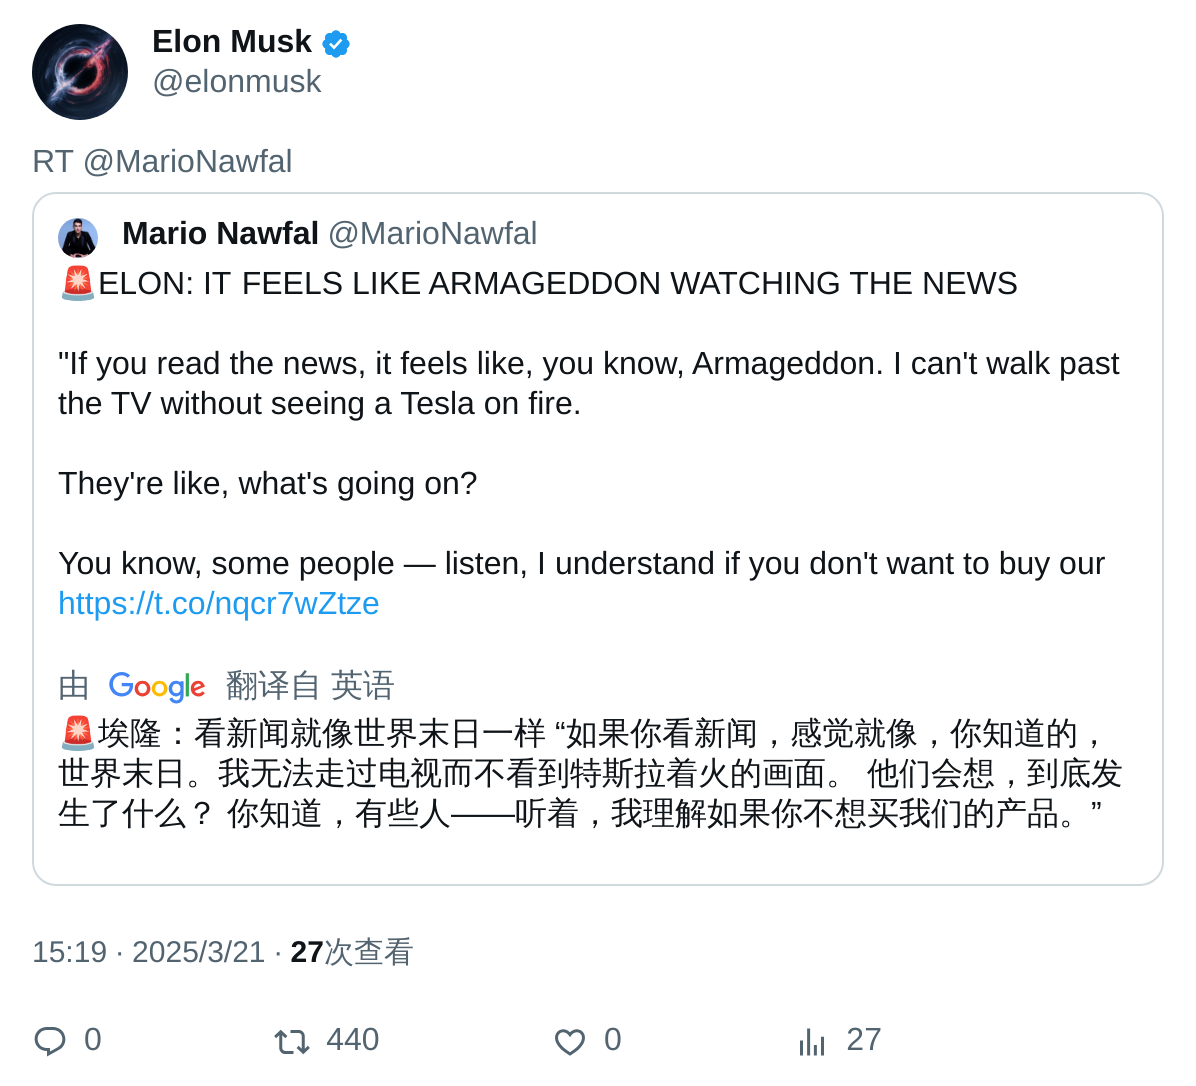 Elon Musk
@elonmusk
RT @MarioNawfal
Mario Nawfal @MarioNawfal
🚨ELON: IT FEELS LIKE ARMAGEDDON WATCHING THE NEWS
"If you read the news, it feels like, you know, Armageddon. I can't walk past
the TV without seeing a Tesla on fire.
They're like, what's going on?
You know, some people — listen, I understand if you don't want to buy our
https://t.co/nqcr7wZtze
由 Google 翻译自 英语
🚨埃隆：看新闻就像世界末日一样 “如果你看新闻，感觉就像，你知道的，
世界末日。我无法走过电视而不看到特斯拉着火的画面。 他们会想，到底发
生了什么？ 你知道，有些人——听着，我理解如果你不想买我们的产品。”
15:19 · 2025/3/21 · 27次查看
0 440 0 27